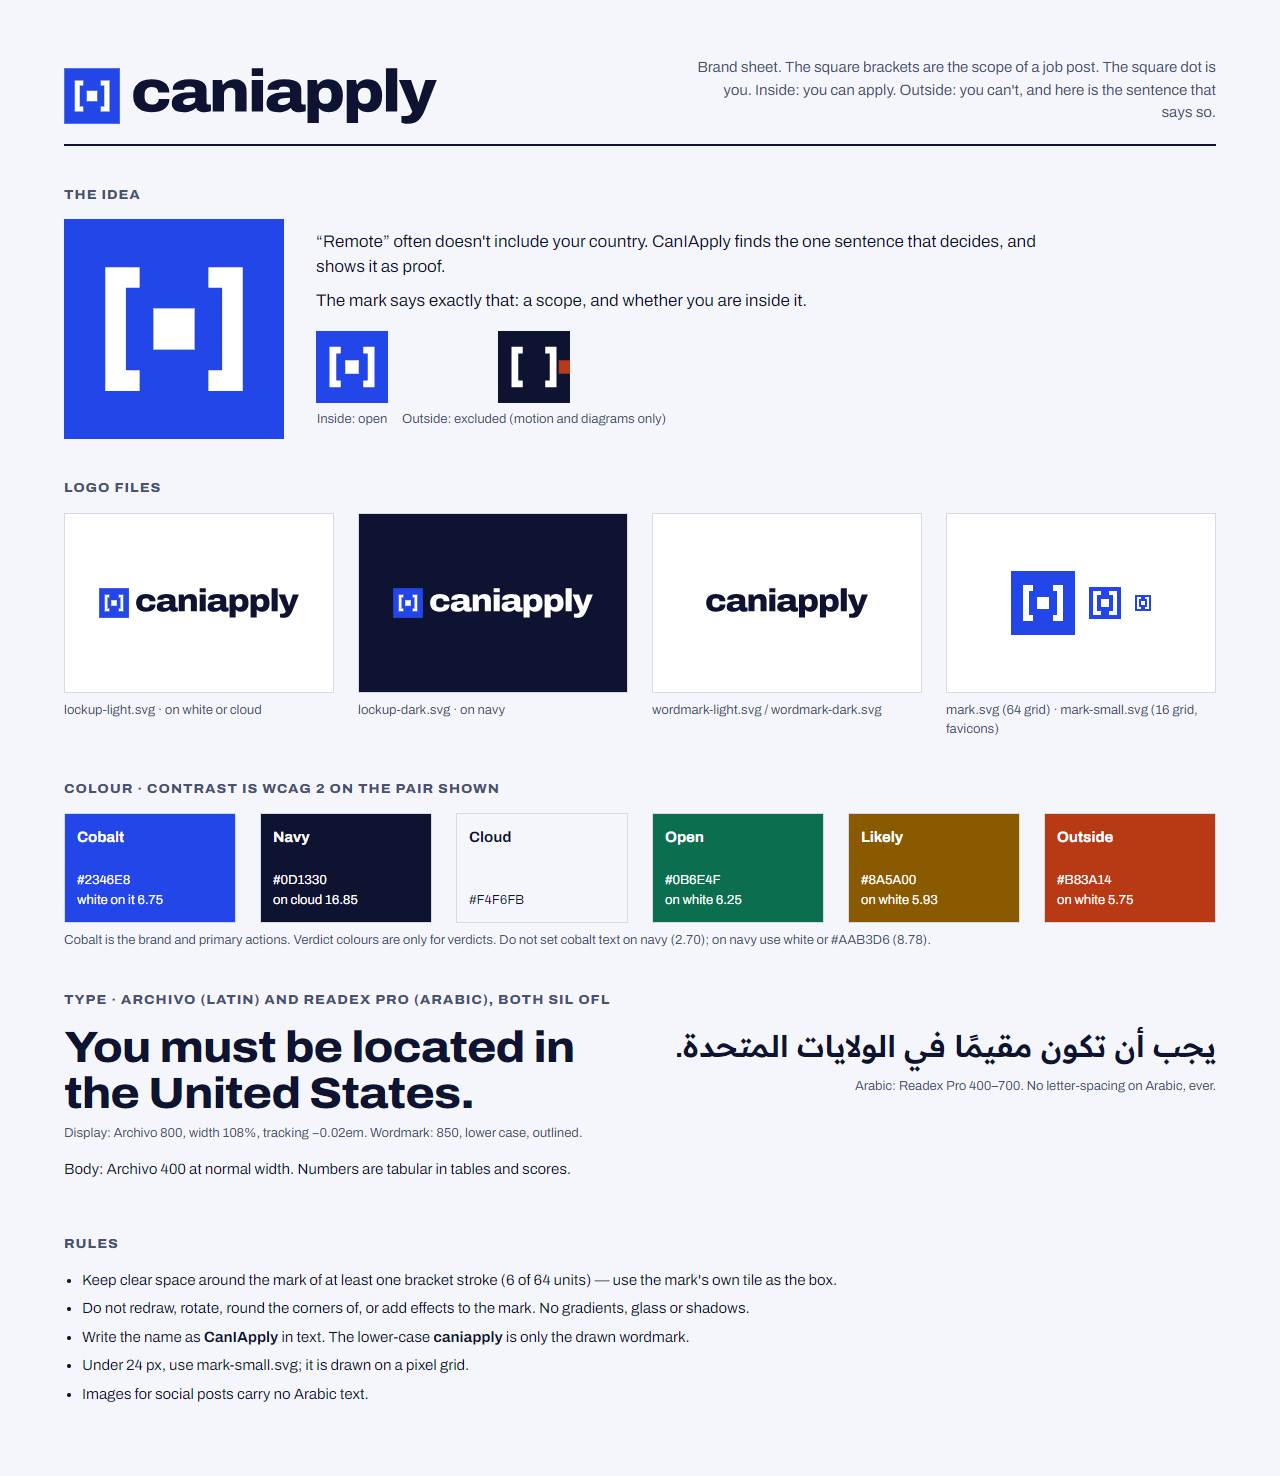 caniapply
Brand sheet. The square brackets are the scope of a job post. The square dot is
you. Inside: you can apply. Outside: you can't, and here is the sentence that
says so.
THE IDEA
“Remote” often doesn't include your country. CanIApply finds the one sentence that decides, and
shows it as proof.
The mark says exactly that: a scope, and whether you are inside it.
Inside: open
Outside: excluded (motion and diagrams only)
LOGO FILES
caniapply
caniapply
caniapply
lockup-light.svg · on white or cloud
lockup-dark.svg · on navy
wordmark-light.svg / wordmark-dark.svg
mark.svg (64 grid) · mark-small.svg (16 grid,
favicons)
COLOUR · CONTRAST IS WCAG 2 ON THE PAIR SHOWN
Cobalt
#2346E8
white on it 6.75
Navy
#0D1330
on cloud 16.85
Cloud
#F4F6FB
Open
#0B6E4F
on white 6.25
Likely
#8A5A00
on white 5.93
Outside
#B83A14
on white 5.75
Cobalt is the brand and primary actions. Verdict colours are only for verdicts. Do not set cobalt text on navy (2.70); on navy use white or #AAB3D6 (8.78).
TYPE · ARCHIVO (LATIN) AND READEX PRO (ARABIC), BOTH SIL OFL
You must be located in
the United States.
Display: Archivo 800, width 108%, tracking −0.02em. Wordmark: 850, lower case, outlined.
Body: Archivo 400 at normal width. Numbers are tabular in tables and scores.
يجب أن تكون مقيمًا في الولايات المتحدة.
Arabic: Readex Pro 400–700. No letter-spacing on Arabic, ever.
RULES
• Keep clear space around the mark of at least one bracket stroke (6 of 64 units) — use the mark's own tile as the box.
• Do not redraw, rotate, round the corners of, or add effects to the mark. No gradients, glass or shadows.
• Write the name as CanIApply in text. The lower-case caniapply is only the drawn wordmark.
• Under 24 px, use mark-small.svg; it is drawn on a pixel grid.
• Images for social posts carry no Arabic text.